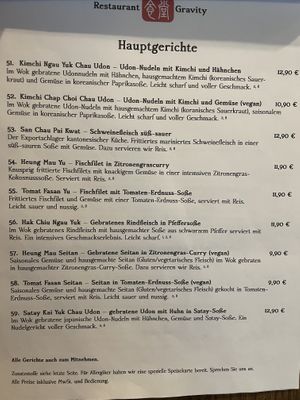 Restaurant Gravity
Hauptgerichte
51. Kimchi Ngau Yuk Chau Udon – Udon-Nudeln mit Kimchi und Hähnchen
Im Wok gebratene Udonnudeln mit Hähnchen, hausgemachtem Kimchi (koreanisches Sauer-
kraut) und Gemüse in koreanischer Paprikasoße. Leicht scharf und voller Geschmack.
12,90 €
52. Kimchi Chap Choi Chau Udon – Udon-Nudeln mit Kimchi und Gemüse (vegan)
Im Wok gebratene Udon-Nudeln mit hausgemachtem Kimchi (koreanisches Sauerkraut), saisonalem
Gemüse in koreanischer Paprikasoße. Leicht scharf und voller Geschmack.
10,90 €
53. San Chau Pai Kwat – Schweinefleisch süß-sauer
Der Exportschlager kantonesischer Küche. Frittiertes mariniertes Schweinefleisch in einer
süß-sauren Soße mit Gemüse. Dazu servieren wir Reis.
12,90 €
54. Heung Mau Yu – Fischfilet in Zitronengrascurry
Knusprig frittiertes Fischfilet mit knackigem Gemüse in einer intensiven Zitronengras-
Kokosnusssoße. Serviert mit Reis.
12,90 €
55. Tomat Fasan Yu – Fischfilet mit Tomaten-Erdnuss-Soße
Frittiertes Fischfilet und Gemüse mit einer Tomaten-Erdnuss-Soße, serviert mit Reis.
Leicht sauer und nussig.
12,90 €
56. Hak Chiu Ngau Yuk – Gebratenes Rindfleisch in Pfeffersoße
Im Wok gebratenes Rindfleisch mit hausgemachter Soße aus schwarzem Pfeffer serviert mit
Reis. Ein intensives Geschmackserlebnis. Leicht scharf.
11,90 €
57. Heung Mau Seitan – Gebratener Seitan in Zitronengras-Curry (vegan)
Saisonales Gemüse und hausgemachter Seitan (Gluten/vegetarisches Fleisch) im Wok gebraten
in hausgemachter Zitronengras-Curry-Soße. Dazu servieren wir Reis.
9,90 €
58. Tomat Fasan Seitan – Seitan in Tomaten-Erdnuss-Soße (vegan)
Saisonales Gemüse und Seitan (Gluten/vegetarisches Fleisch) gekocht in Tomaten-
Erdnuss-Soße, serviert mit Reis. Leicht sauer und nussig.
9,90 €
59. Satay Kai Yuk Chau Udon – gebratene Udon mit Huhn in Satay-Soße
Im Wok gebratene japanische Udon-Nudeln mit Hähnchen, Gemüse und Satay-Soße. Ein
Nudelgericht voller Geschmack.
12,90 €
Alle Gerichte auch zum Mitnehmen.
Zusatzstoffe siehe letzte Seite. Für Allergiker haben wir eine spezielle Speisekarte bereit. Sprechen Sie uns an.
Alle Preise inklusive MwSt. und Bedienung.